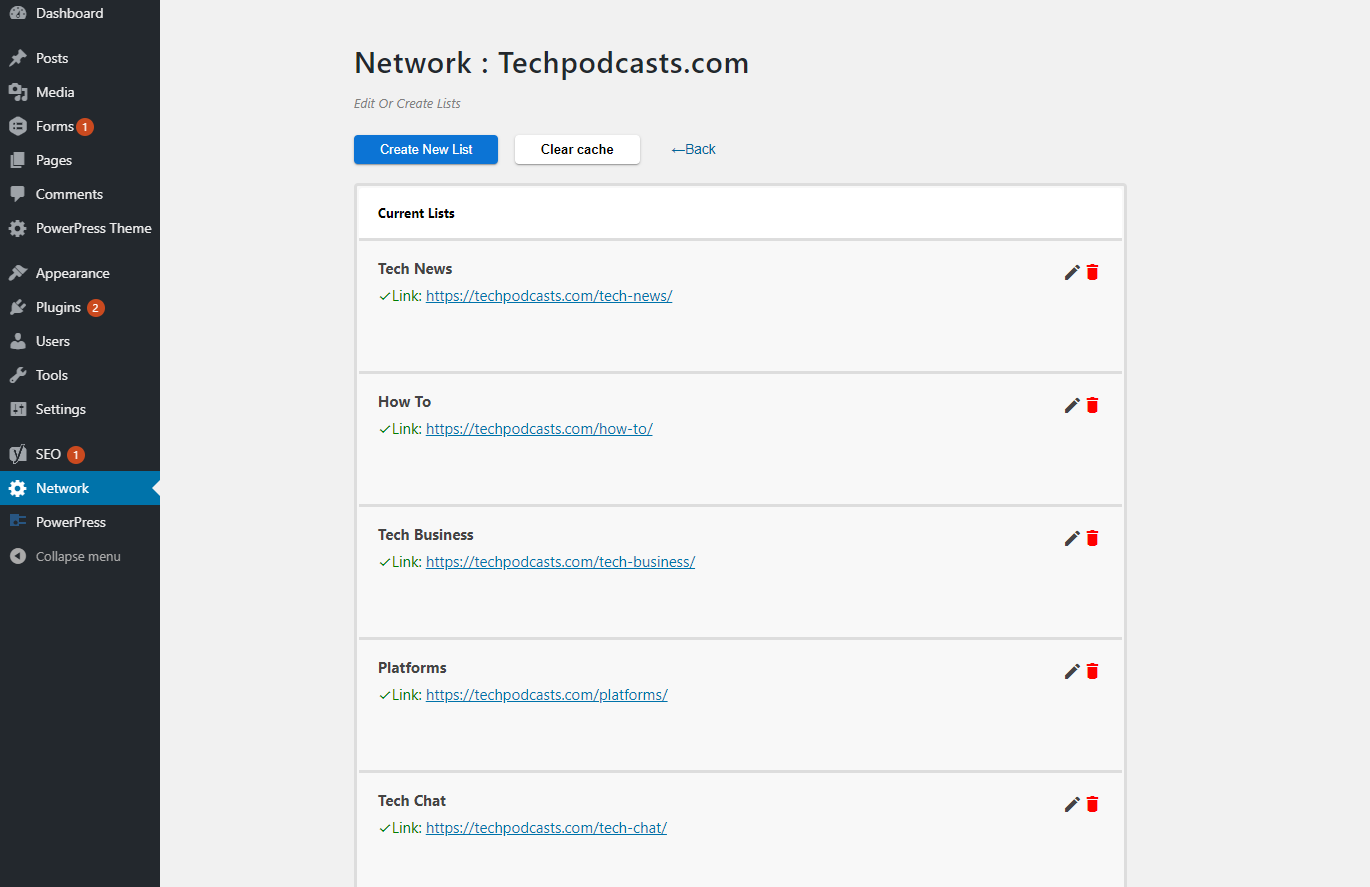 Dashboard
Posts
Media
Forms 1
Pages
Comments
PowerPress Theme
Appearance
Plugins 2
Users
Tools
Settings
SEO 1
Network
PowerPress
Collapse menu
Network : Techpodcasts.com
Edit Or Create Lists
Create New List Clear cache ←Back
Current Lists
Tech News
✓Link: https://techpodcasts.com/tech-news/
How To
✓Link: https://techpodcasts.com/how-to/
Tech Business
✓Link: https://techpodcasts.com/tech-business/
Platforms
✓Link: https://techpodcasts.com/platforms/
Tech Chat
✓Link: https://techpodcasts.com/tech-chat/